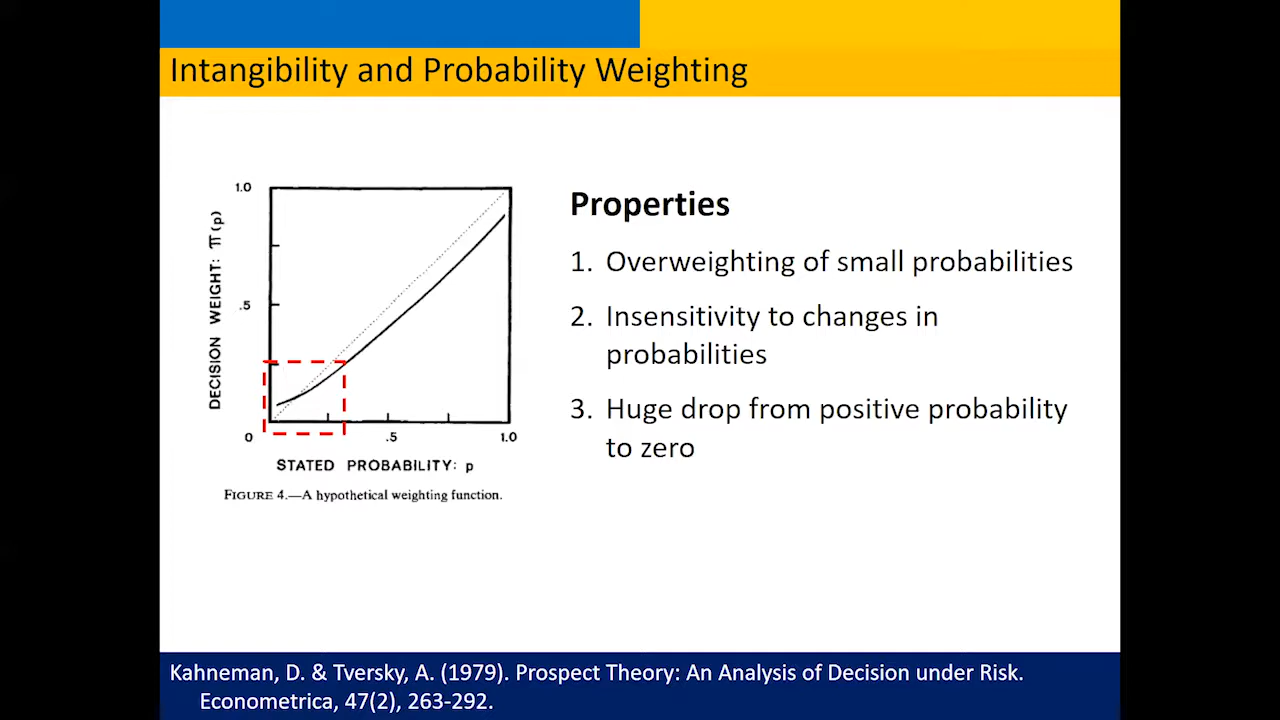 Intangibility and Probability Weighting
1.0
.5
0
.5
1.0
DECISION WEIGHT: π(p)
STATED PROBABILITY: p
FIGURE 4.—A hypothetical weighting function.
Properties
1. Overweighting of small probabilities
2. Insensitivity to changes in
probabilities
3. Huge drop from positive probability
to zero
Kahneman, D. & Tversky, A. (1979). Prospect Theory: An Analysis of Decision under Risk.
Econometrica, 47(2), 263-292.